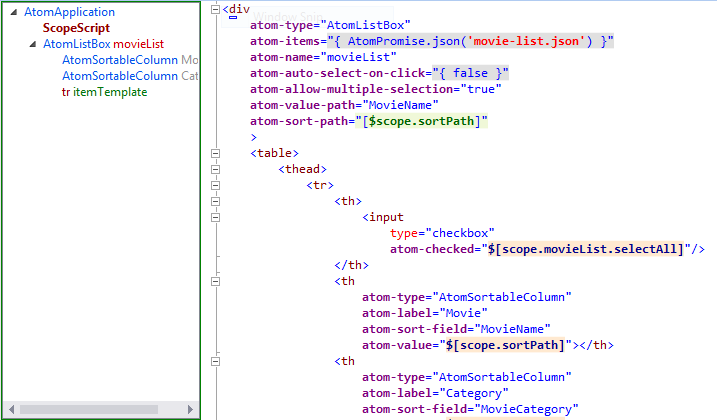 AtomApplication
ScopeScript
AtomListBox movieList
AtomSortableColumn Mo
AtomSortableColumn Cat
tr itemTemplate
<div
atom-type="AtomListBox"
atom-items="{ AtomPromise.json('movie-list.json') }"
atom-name="movieList"
atom-auto-select-on-click="{ false }"
atom-allow-multiple-selection="true"
atom-value-path="MovieName"
atom-sort-path="[$scope.sortPath]"
>
<table>
<thead>
<tr>
<th>
<input
type="checkbox"
atom-checked="$[scope.movieList.selectAll]"/>
</th>
<th
atom-type="AtomSortableColumn"
atom-label="Movie"
atom-sort-field="MovieName"
atom-value="$[scope.sortPath]"></th>
<th
atom-type="AtomSortableColumn"
atom-label="Category"
atom-sort-field="MovieCategory"